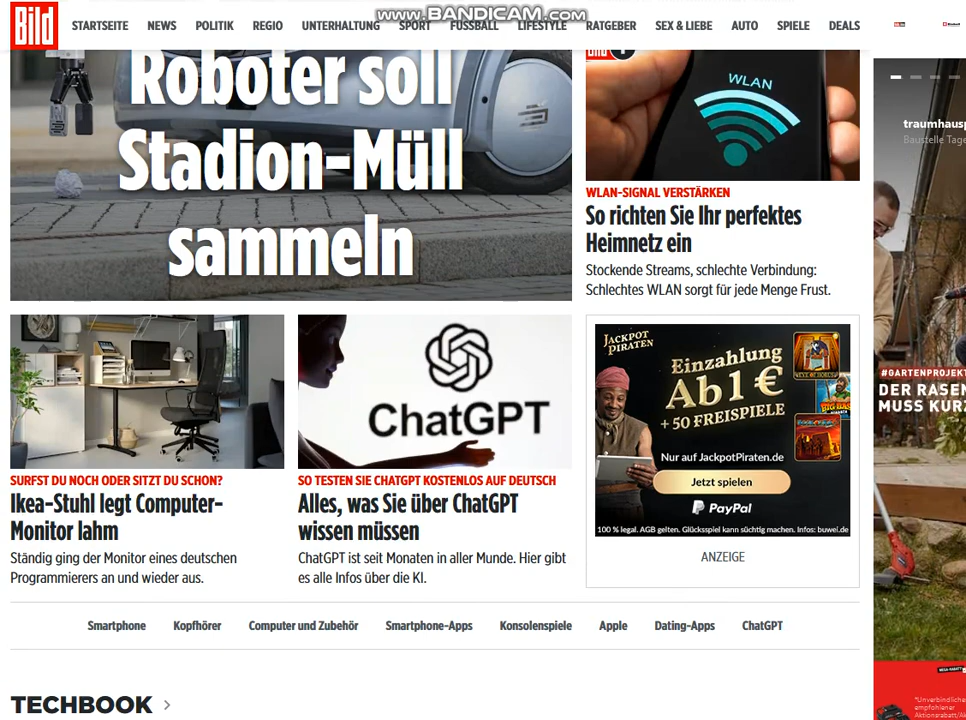 www.BANDICAM.com
Bild
STARTSEITE NEWS POLITIK REGIO UNTERHALTUNG SPORT FUSSBALL LIFESTYLE RATGEBER SEX & LIEBE AUTO SPIELE DEALS
Roboter soll
Stadion-Müll
sammeln
WLAN
WLAN-SIGNAL VERSTÄRKEN
So richten Sie Ihr perfektes
Heimnetz ein
Stockende Streams, schlechte Verbindung:
Schlechtes WLAN sorgt für jede Menge Frust.
SURFST DU NOCH ODER SITZT DU SCHON?
Ikea-Stuhl legt Computer-
Monitor lahm
Ständig ging der Monitor eines deutschen
Programmierers an und wieder aus.
ChatGPT
SO TESTEN SIE CHATGPT KOSTENLOS AUF DEUTSCH
Alles, was Sie über ChatGPT
wissen müssen
ChatGPT ist seit Monaten in aller Munde. Hier gibt
es alle Infos über die KI.
JACKPOT
PIRATEN
Einzahlung
Ab 1 €
+ 50 FREISPIELE
Nur auf JackpotPiraten.de
Jetzt spielen
PayPal
100 % legal. AGB gelten. Glücksspiel kann süchtig machen. Infos: buwei.de
ANZEIGE
traumhausp
Baustelle Tage
#GARTENPROJEKT
DER RASEN
MUSS KURZ
*Unverbindliche
empfohlener
Aktionsrabatt/Ak
Smartphone Kopfhörer Computer und Zubehör Smartphone-Apps Konsolenspiele Apple Dating-Apps ChatGPT
TECHBOOK